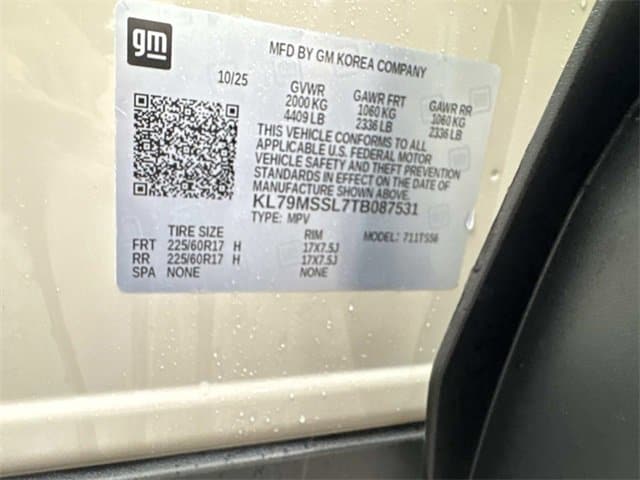 gm
MFD BY GM KOREA COMPANY
10/25 GVWR GAWR FRT GAWR RR
2000 KG 1060 KG 1060 KG
4409 LB 2336 LB 2336 LB
THIS VEHICLE CONFORMS TO ALL
APPLICABLE U.S. FEDERAL MOTOR
VEHICLE SAFETY AND THEFT PREVENTION
STANDARDS IN EFFECT ON THE DATE OF
MANUFACTURE SHOWN ABOVE.
KL79MSSL7TB087531
TYPE: MPV
TIRE SIZE RIM MODEL: 711TS56
FRT 225/60R17 H 17X7.5J
RR 225/60R17 H 17X7.5J
SPA NONE NONE